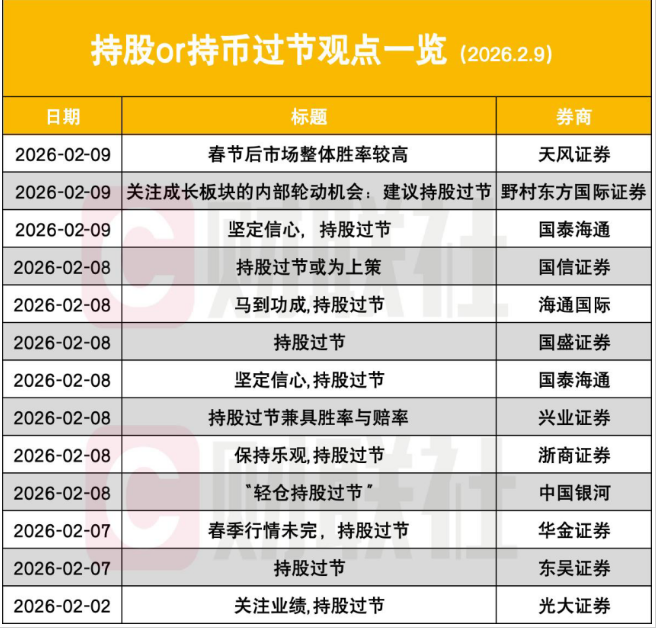 持股or持币过节观点一览（2026.2.9）
日期 标题 券商
2026-02-09 春节后市场整体胜率较高 天风证券
2026-02-09 关注成长板块的内部轮动机会：建议持股过节 野村东方国际证券
2026-02-09 坚定信心，持股过节 国泰海通
2026-02-08 持股过节或为上策 国信证券
2026-02-08 马到功成,持股过节 海通国际
2026-02-08 持股过节 国盛证券
2026-02-08 坚定信心,持股过节 国泰海通
2026-02-08 持股过节兼具胜率与赔率 兴业证券
2026-02-08 保持乐观,持股过节 浙商证券
2026-02-08 “轻仓持股过节” 中国银河
2026-02-07 春季行情未完，持股过节 华金证券
2026-02-07 持股过节 东吴证券
2026-02-02 关注业绩,持股过节 光大证券
财联社
财联社